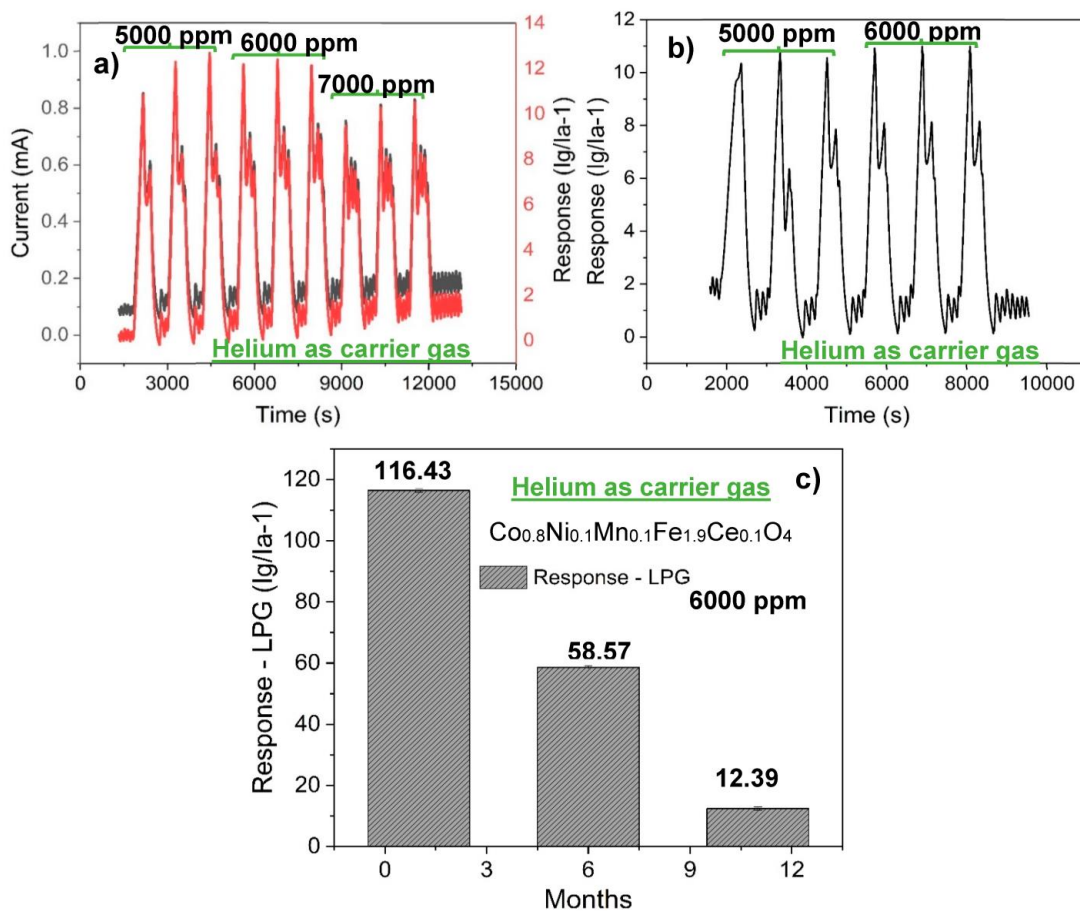 a)
5000 ppm
6000 ppm
7000 ppm
1.0
0.8
0.6
0.4
0.2
0.0
Current (mA)
14
12
10
8
6
4
2
0
Response (Ig/Ia-1)
Helium as carrier gas
0
3000
6000
9000
12000
15000
Time (s)
b)
5000 ppm
6000 ppm
12
10
8
6
4
2
0
Response (Ig/Ia-1)
Helium as carrier gas
0
2000
4000
6000
8000
10000
Time (s)
c)
116.43
58.57
12.39
Helium as carrier gas
Co₀.₈Ni₀.₁Mn₀.₁Fe₁.₉Ce₀.₁O₄
Response - LPG
6000 ppm
120
100
80
60
40
20
0
Response - LPG (Ig/Ia-1)
0
3
6
9
12
Months